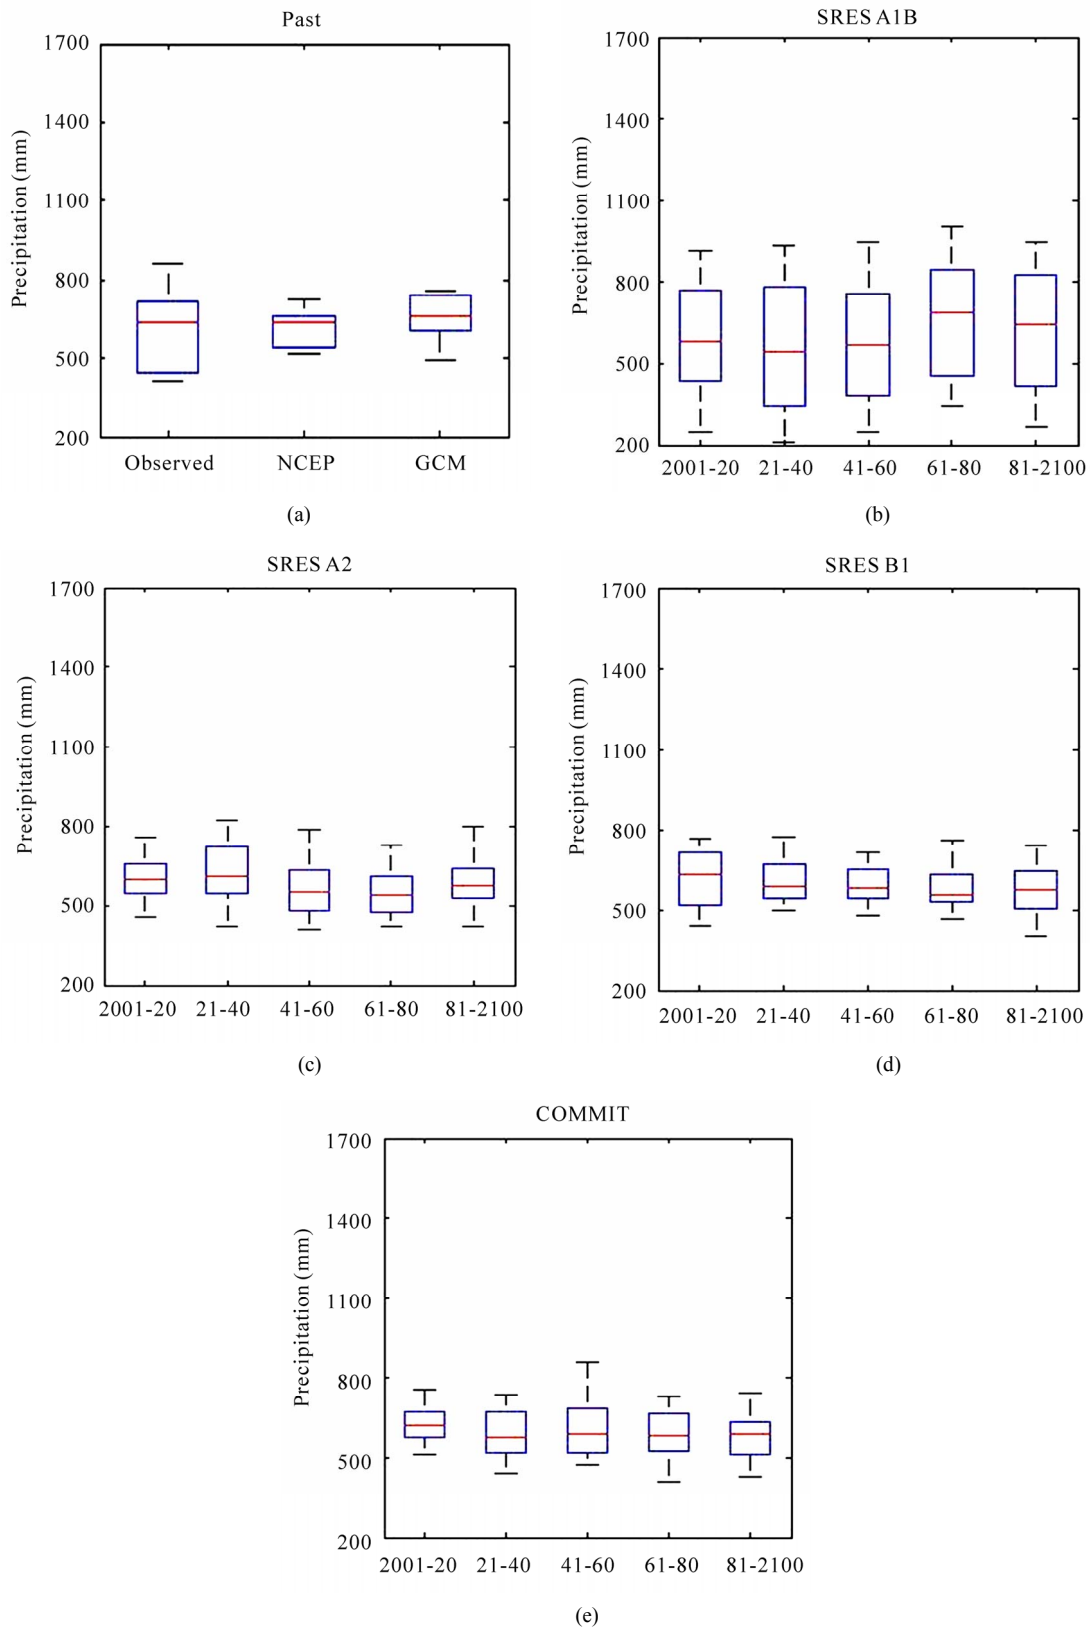 Past
1700
1400
1100
800
500
200
Precipitation (mm)
Observed NCEP GCM
(a)
SRES A1B
1700
1400
1100
800
500
200
Precipitation (mm)
2001-20 21-40 41-60 61-80 81-2100
(b)
SRES A2
1700
1400
1100
800
500
200
Precipitation (mm)
2001-20 21-40 41-60 61-80 81-2100
(c)
SRES B1
1700
1400
1100
800
500
200
Precipitation (mm)
2001-20 21-40 41-60 61-80 81-2100
(d)
COMMIT
1700
1400
1100
800
500
200
Precipitation (mm)
2001-20 21-40 41-60 61-80 81-2100
(e)